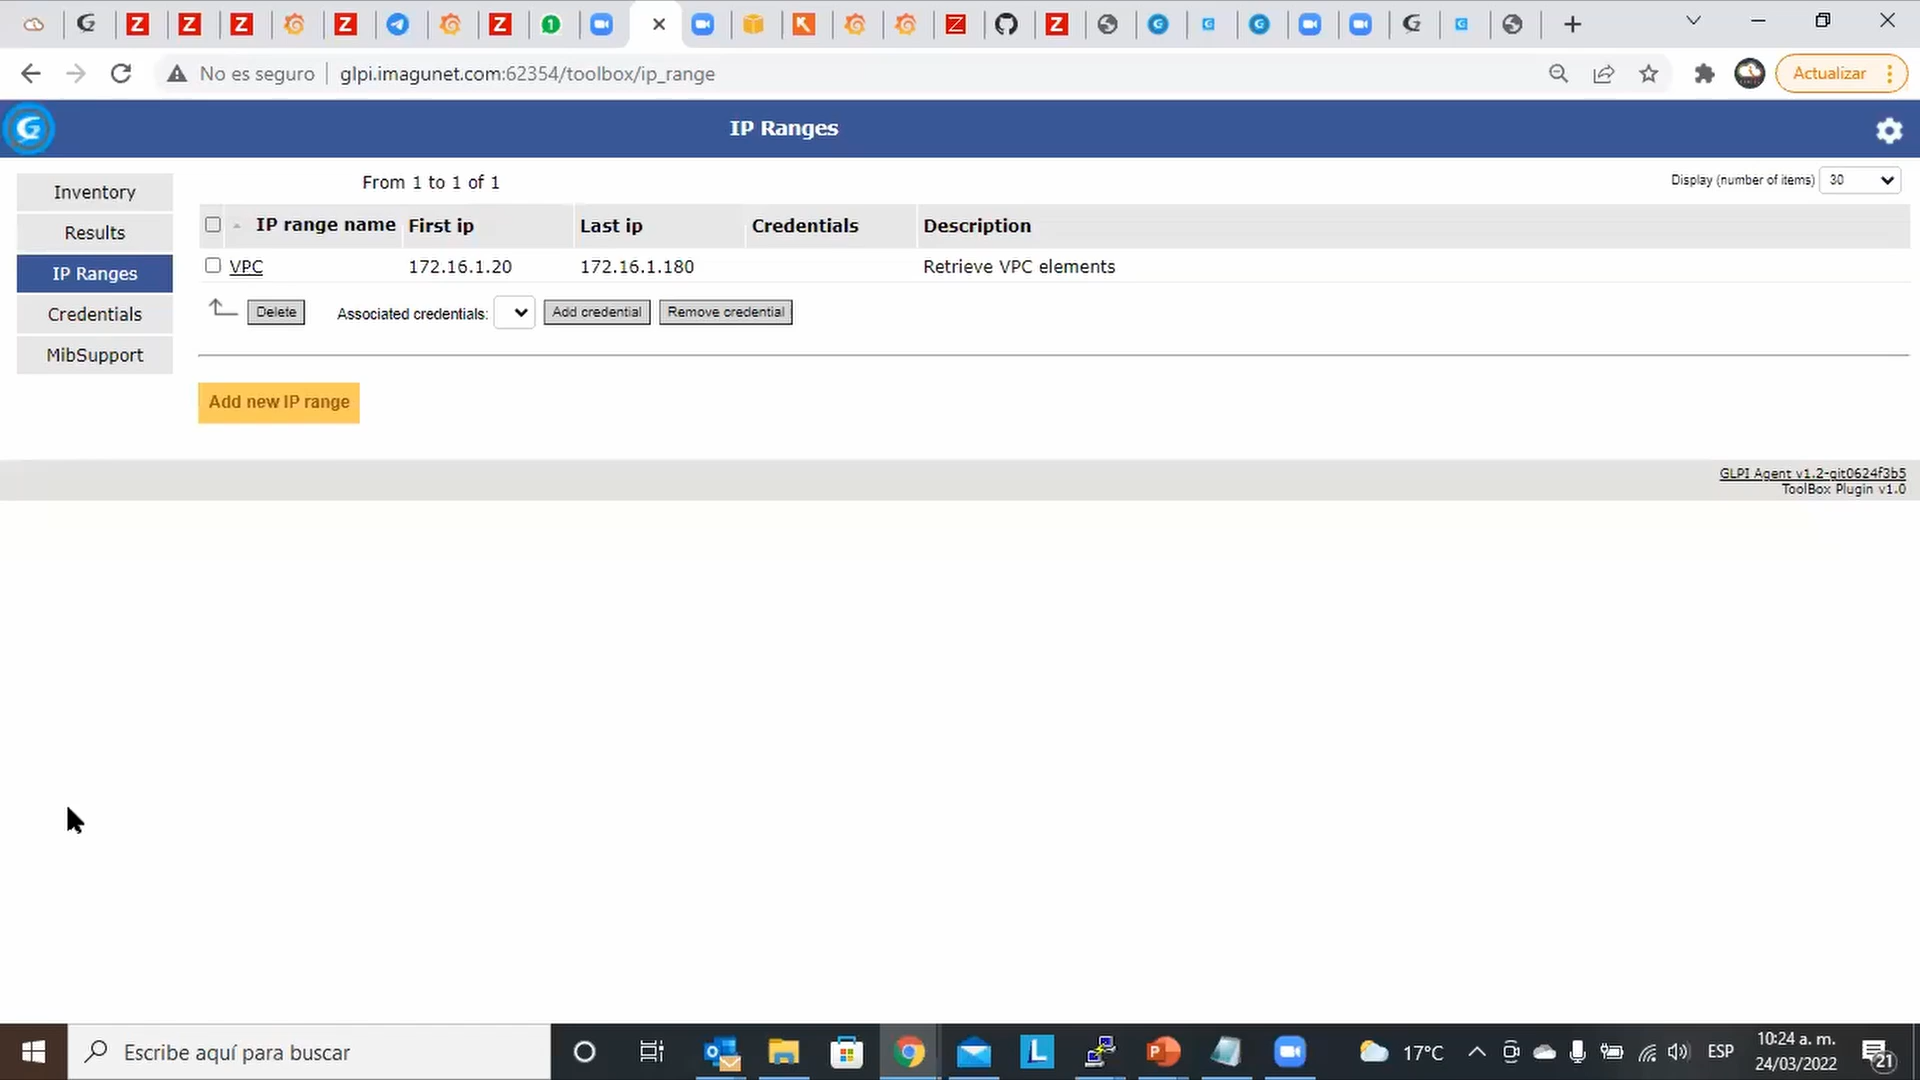 No es seguro
glpi.imagunet.com:62354/toolbox/ip_range
Actualizar
IP Ranges
Inventory
Results
IP Ranges
Credentials
MibSupport
From 1 to 1 of 1
Display (number of items) 30
IP range name First ip Last ip Credentials Description
VPC 172.16.1.20 172.16.1.180 Retrieve VPC elements
Delete Associated credentials: Add credential Remove credential
Add new IP range
GLPI Agent v1.2-git0624f3b5
ToolBox Plugin v1.0
Escribe aquí para buscar
17°C
ESP
10:24 a. m.
24/03/2022
21